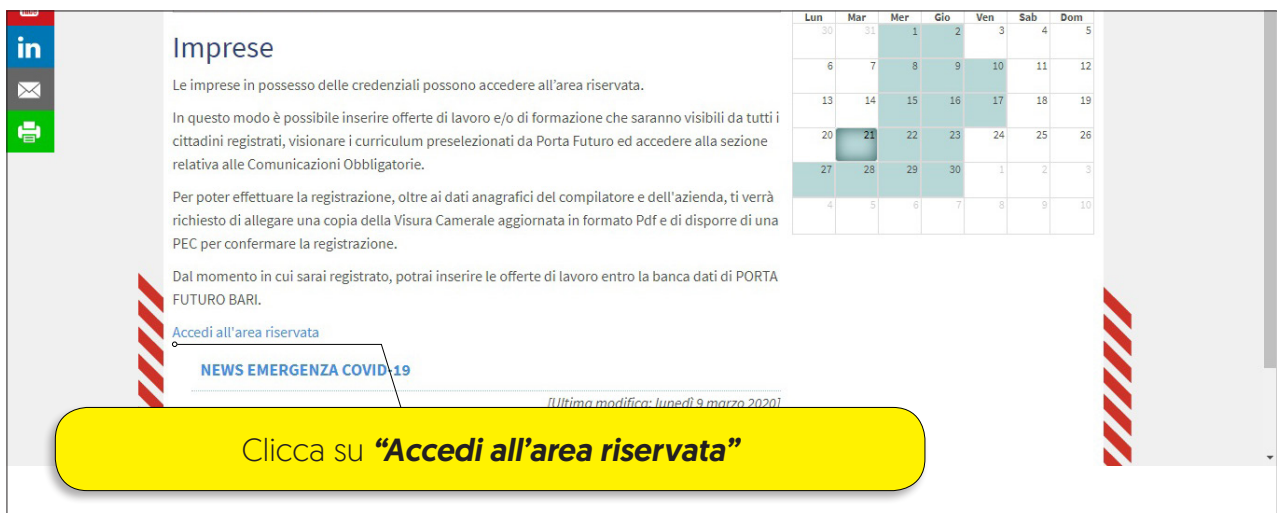 in
Imprese
Le imprese in possesso delle credenziali possono accedere all'area riservata.
In questo modo è possibile inserire offerte di lavoro e/o di formazione che saranno visibili da tutti i
cittadini registrati, visionare i curriculum preselezionati da Porta Futuro ed accedere alla sezione
relativa alle Comunicazioni Obbligatorie.
Per poter effettuare la registrazione, oltre ai dati anagrafici del compilatore e dell'azienda, ti verrà
richiesto di allegare una copia della Visura Camerale aggiornata in formato Pdf e di disporre di una
PEC per confermare la registrazione.
Dal momento in cui sarai registrato, potrai inserire le offerte di lavoro entro la banca dati di PORTA
FUTURO BARI.
Accedi all'area riservata
NEWS EMERGENZA COVID-19
[Ultima modifica: lunedì 9 marzo 2020]
Clicca su “Accedi all’area riservata”
Lun Mar Mer Gio Ven Sab Dom
30 31 1 2 3 4 5
6 7 8 9 10 11 12
13 14 15 16 17 18 19
20 21 22 23 24 25 26
27 28 29 30 1 2 3
4 5 6 7 8 9 10